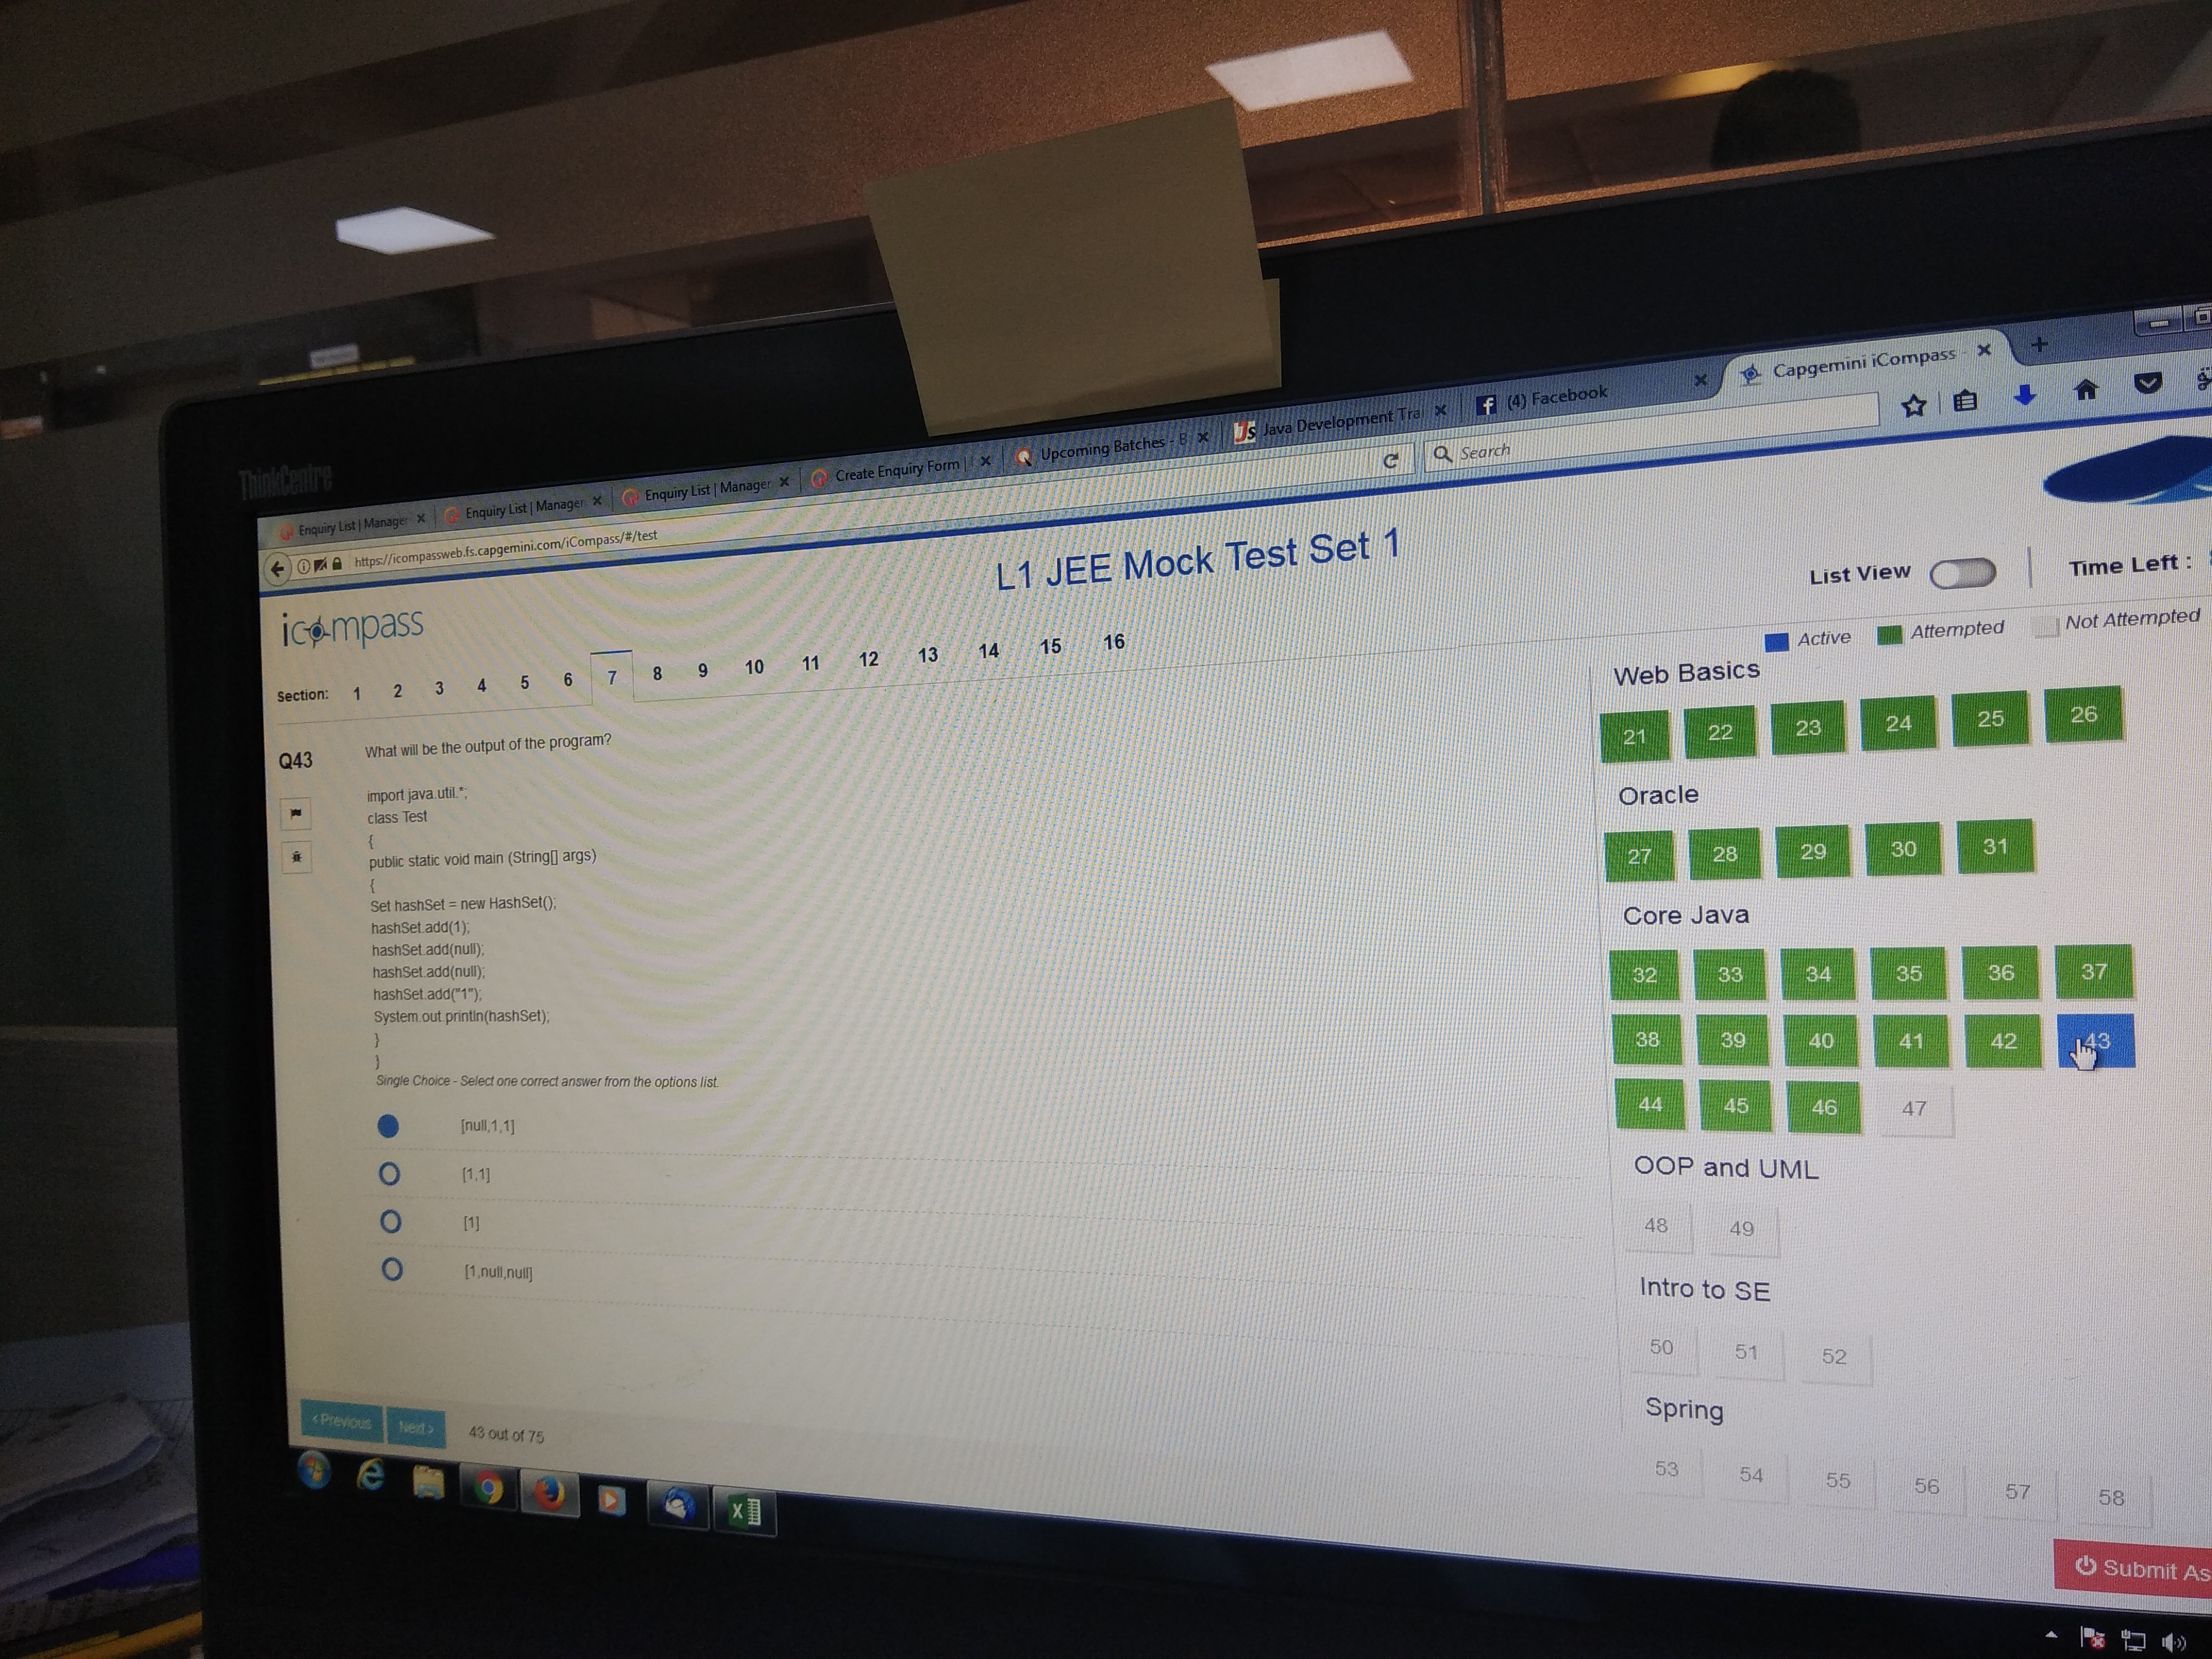 ThinkCentre
Enquiry List | Manager
Enquiry List | Manager
Enquiry List | Manager
Create Enquiry Form |
Upcoming Batches - B
Java Development Tra
(4) Facebook
Capgemini iCompass -
https://icompassweb.fs.capgemini.com/iCompass/#/test
Search
icompass
L1 JEE Mock Test Set 1
List View
Time Left :
Active
Attempted
Not Attempted
Section: 1 2 3 4 5 6 7 8 9 10 11 12 13 14 15 16
Q43
What will be the output of the program?
import java.util.*;
class Test
{
public static void main (String[] args)
{
Set hashSet = new HashSet();
hashSet.add(1);
hashSet.add(null);
hashSet.add(null);
hashSet.add("1");
System.out.println(hashSet);
}
}
Single Choice - Select one correct answer from the options list.
[null,1,1]
[1,1]
[1]
[1,null,null]
< Previous
Next >
43 out of 75
Web Basics
21 22 23 24 25 26
Oracle
27 28 29 30 31
Core Java
32 33 34 35 36 37
38 39 40 41 42 43
44 45 46 47
OOP and UML
48 49
Intro to SE
50 51 52
Spring
53 54 55 56 57 58
Submit As